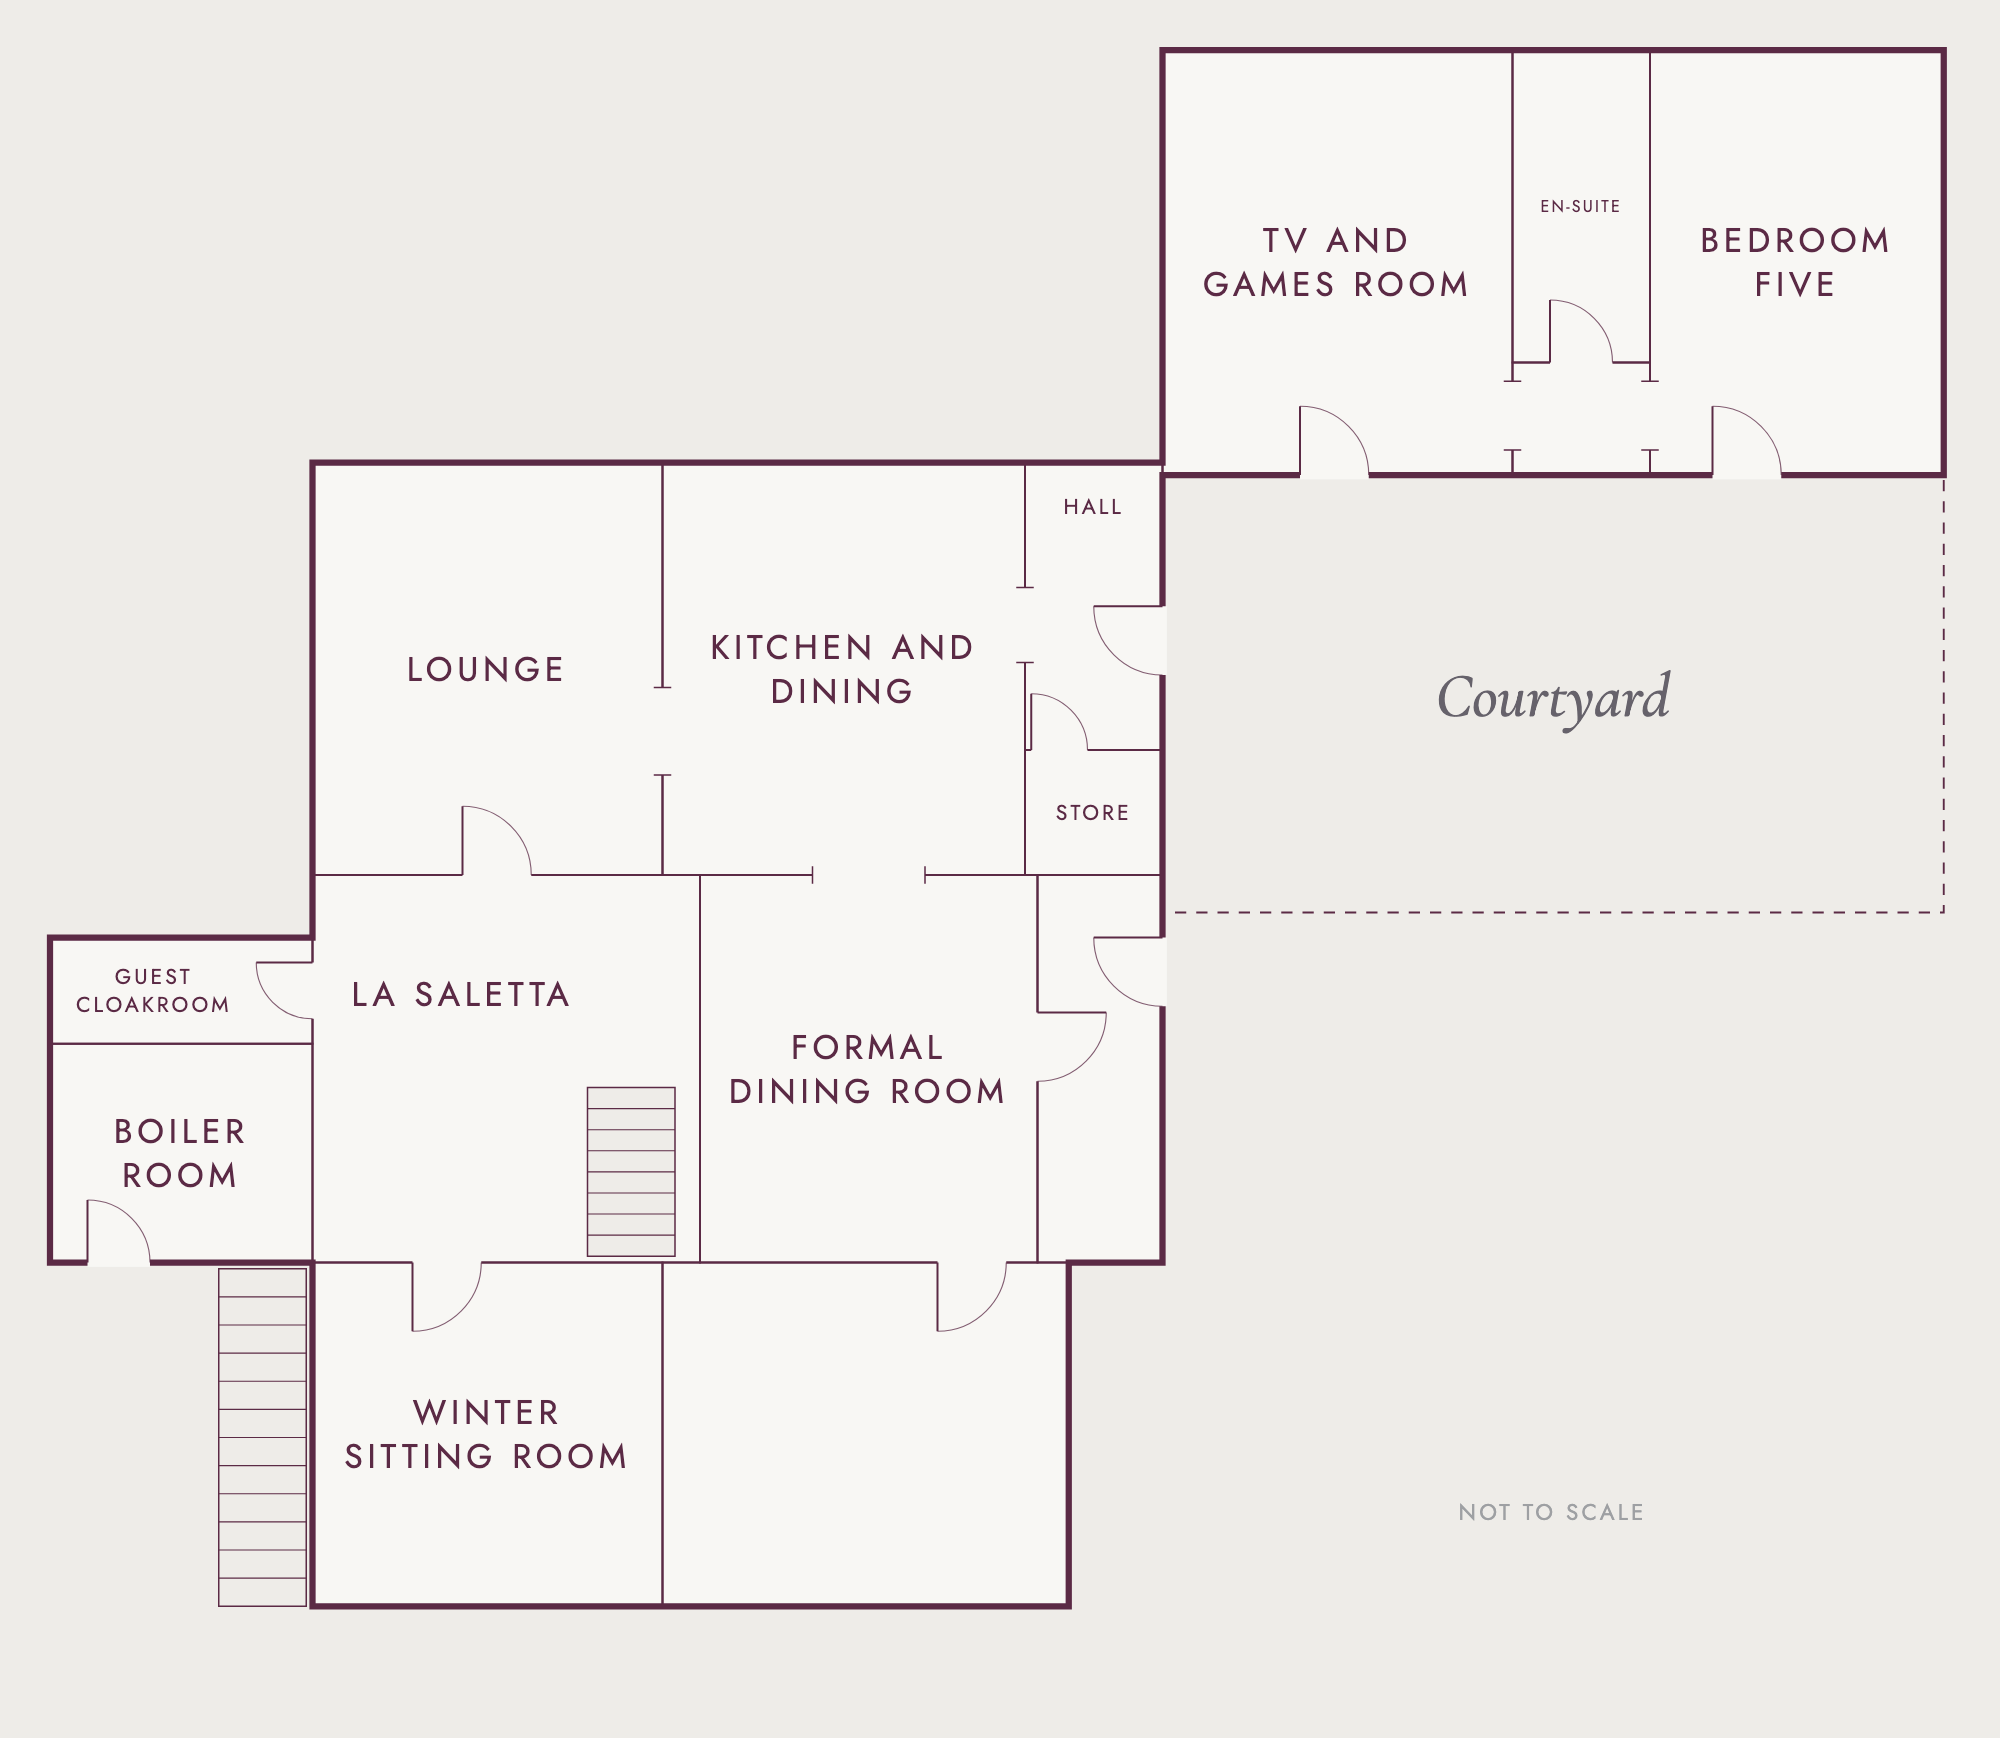 EN-SUITE
TV AND
GAMES ROOM
BEDROOM
FIVE
HALL
LOUNGE
KITCHEN AND
DINING
Courtyard
STORE
GUEST
CLOAKROOM
LA SALETTA
FORMAL
DINING ROOM
BOILER
ROOM
WINTER
SITTING ROOM
NOT TO SCALE